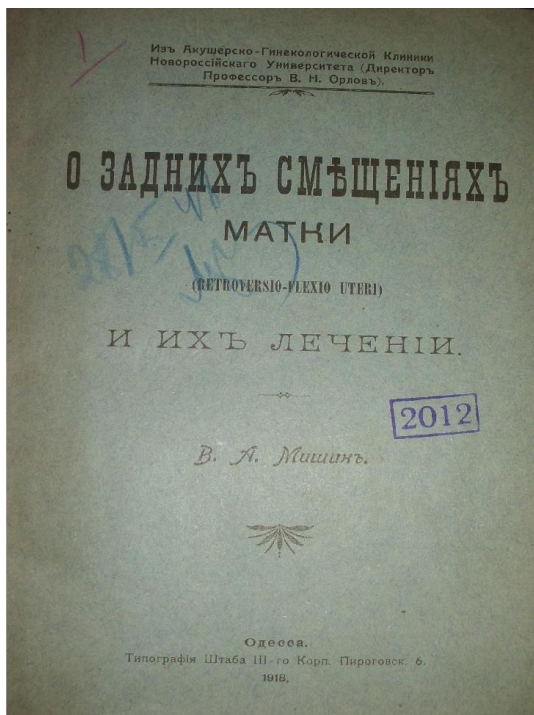 Изъ Акушерско-Гинекологической Клиники
Новороссійскаго Университета (Директоръ
Профессоръ В. Н. Орловъ).
О ЗАДНИХЪ СМѢЩЕНІЯХЪ
МАТКИ
(RETROVERSIO-FLEXIO UTERI)
И ИХЪ ЛЕЧЕНІИ.
2012
В. А. Мишинъ.
Одесса.
Типографія Штаба III-го Корп. Пироговск. 6.
1918.